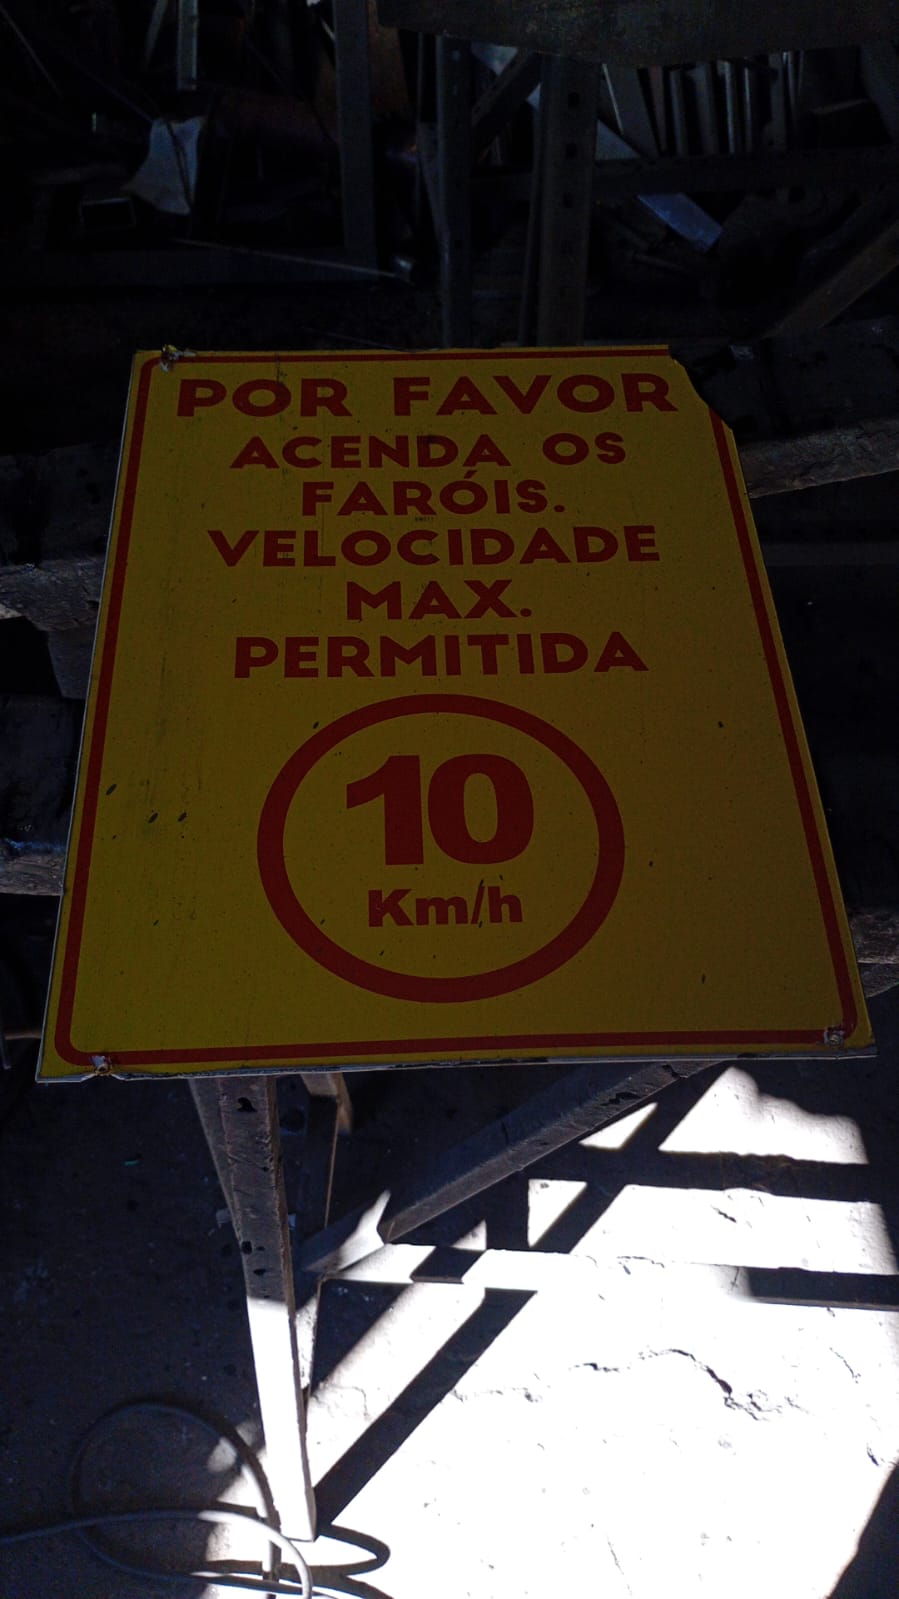 POR FAVOR
ACENDA OS
FARÓIS.
VELOCIDADE
MAX.
PERMITIDA
10
Km/h